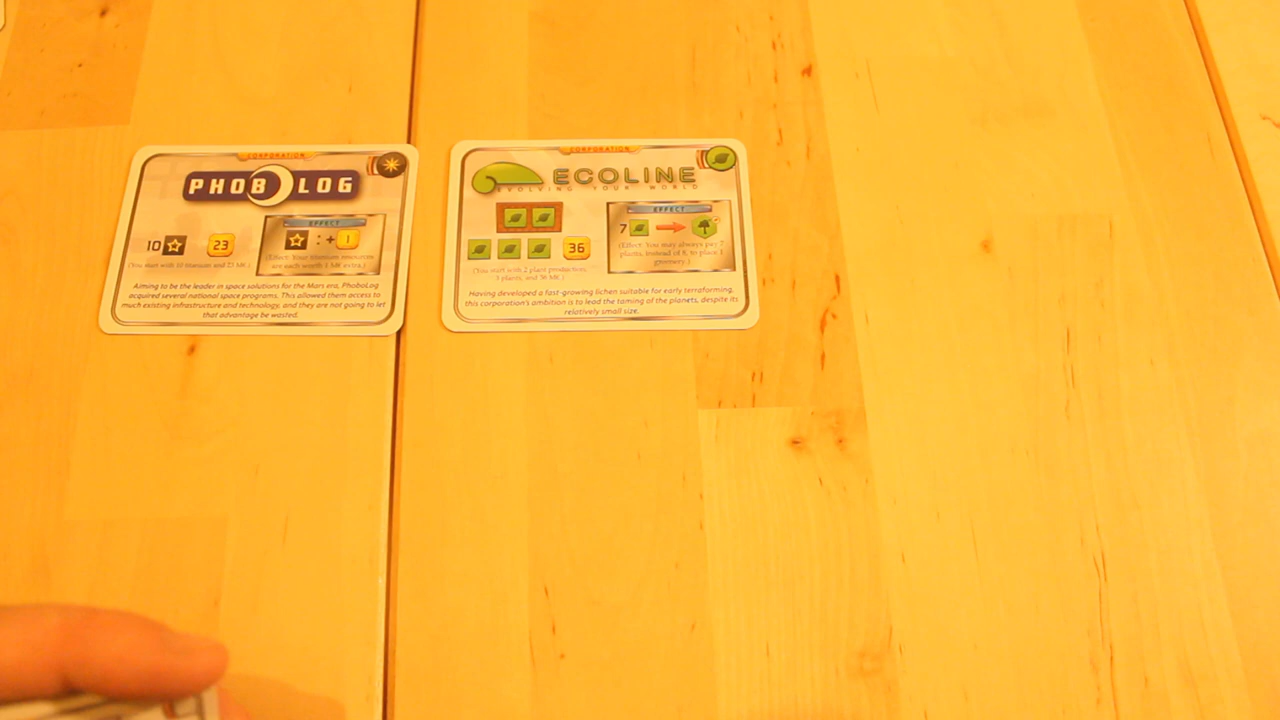 CORPORATION
PHOBOLOG
10
23
EFFECT
: + 1
(You start with 10 titanium and 23 M€.)
(Effect: Your titanium resources
are each worth 1 M€ extra.)
Aiming to be the leader in space solutions for the Mars era, PhoboLog
acquired several national space programs. This allowed them access to
much existing infrastructure and technology, and they are not going to let
that advantage be wasted.
CORPORATION
ECOLINE
EVOLVING YOUR WORLD
36
(You start with 2 plant production,
3 plants, and 36 M€.)
EFFECT
7
(Effect: You may always pay 7
plants, instead of 8, to place 1
greenery.)
Having developed a fast-growing lichen suitable for early terraforming,
this corporation's ambition is to lead the taming of the planets, despite its
relatively small size.